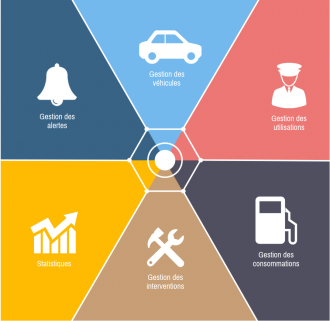 Gestion des
véhicules
Gestion des
alertes
Gestion des
utilisations
Statistiques
Gestion des
interventions
Gestion des
consommations